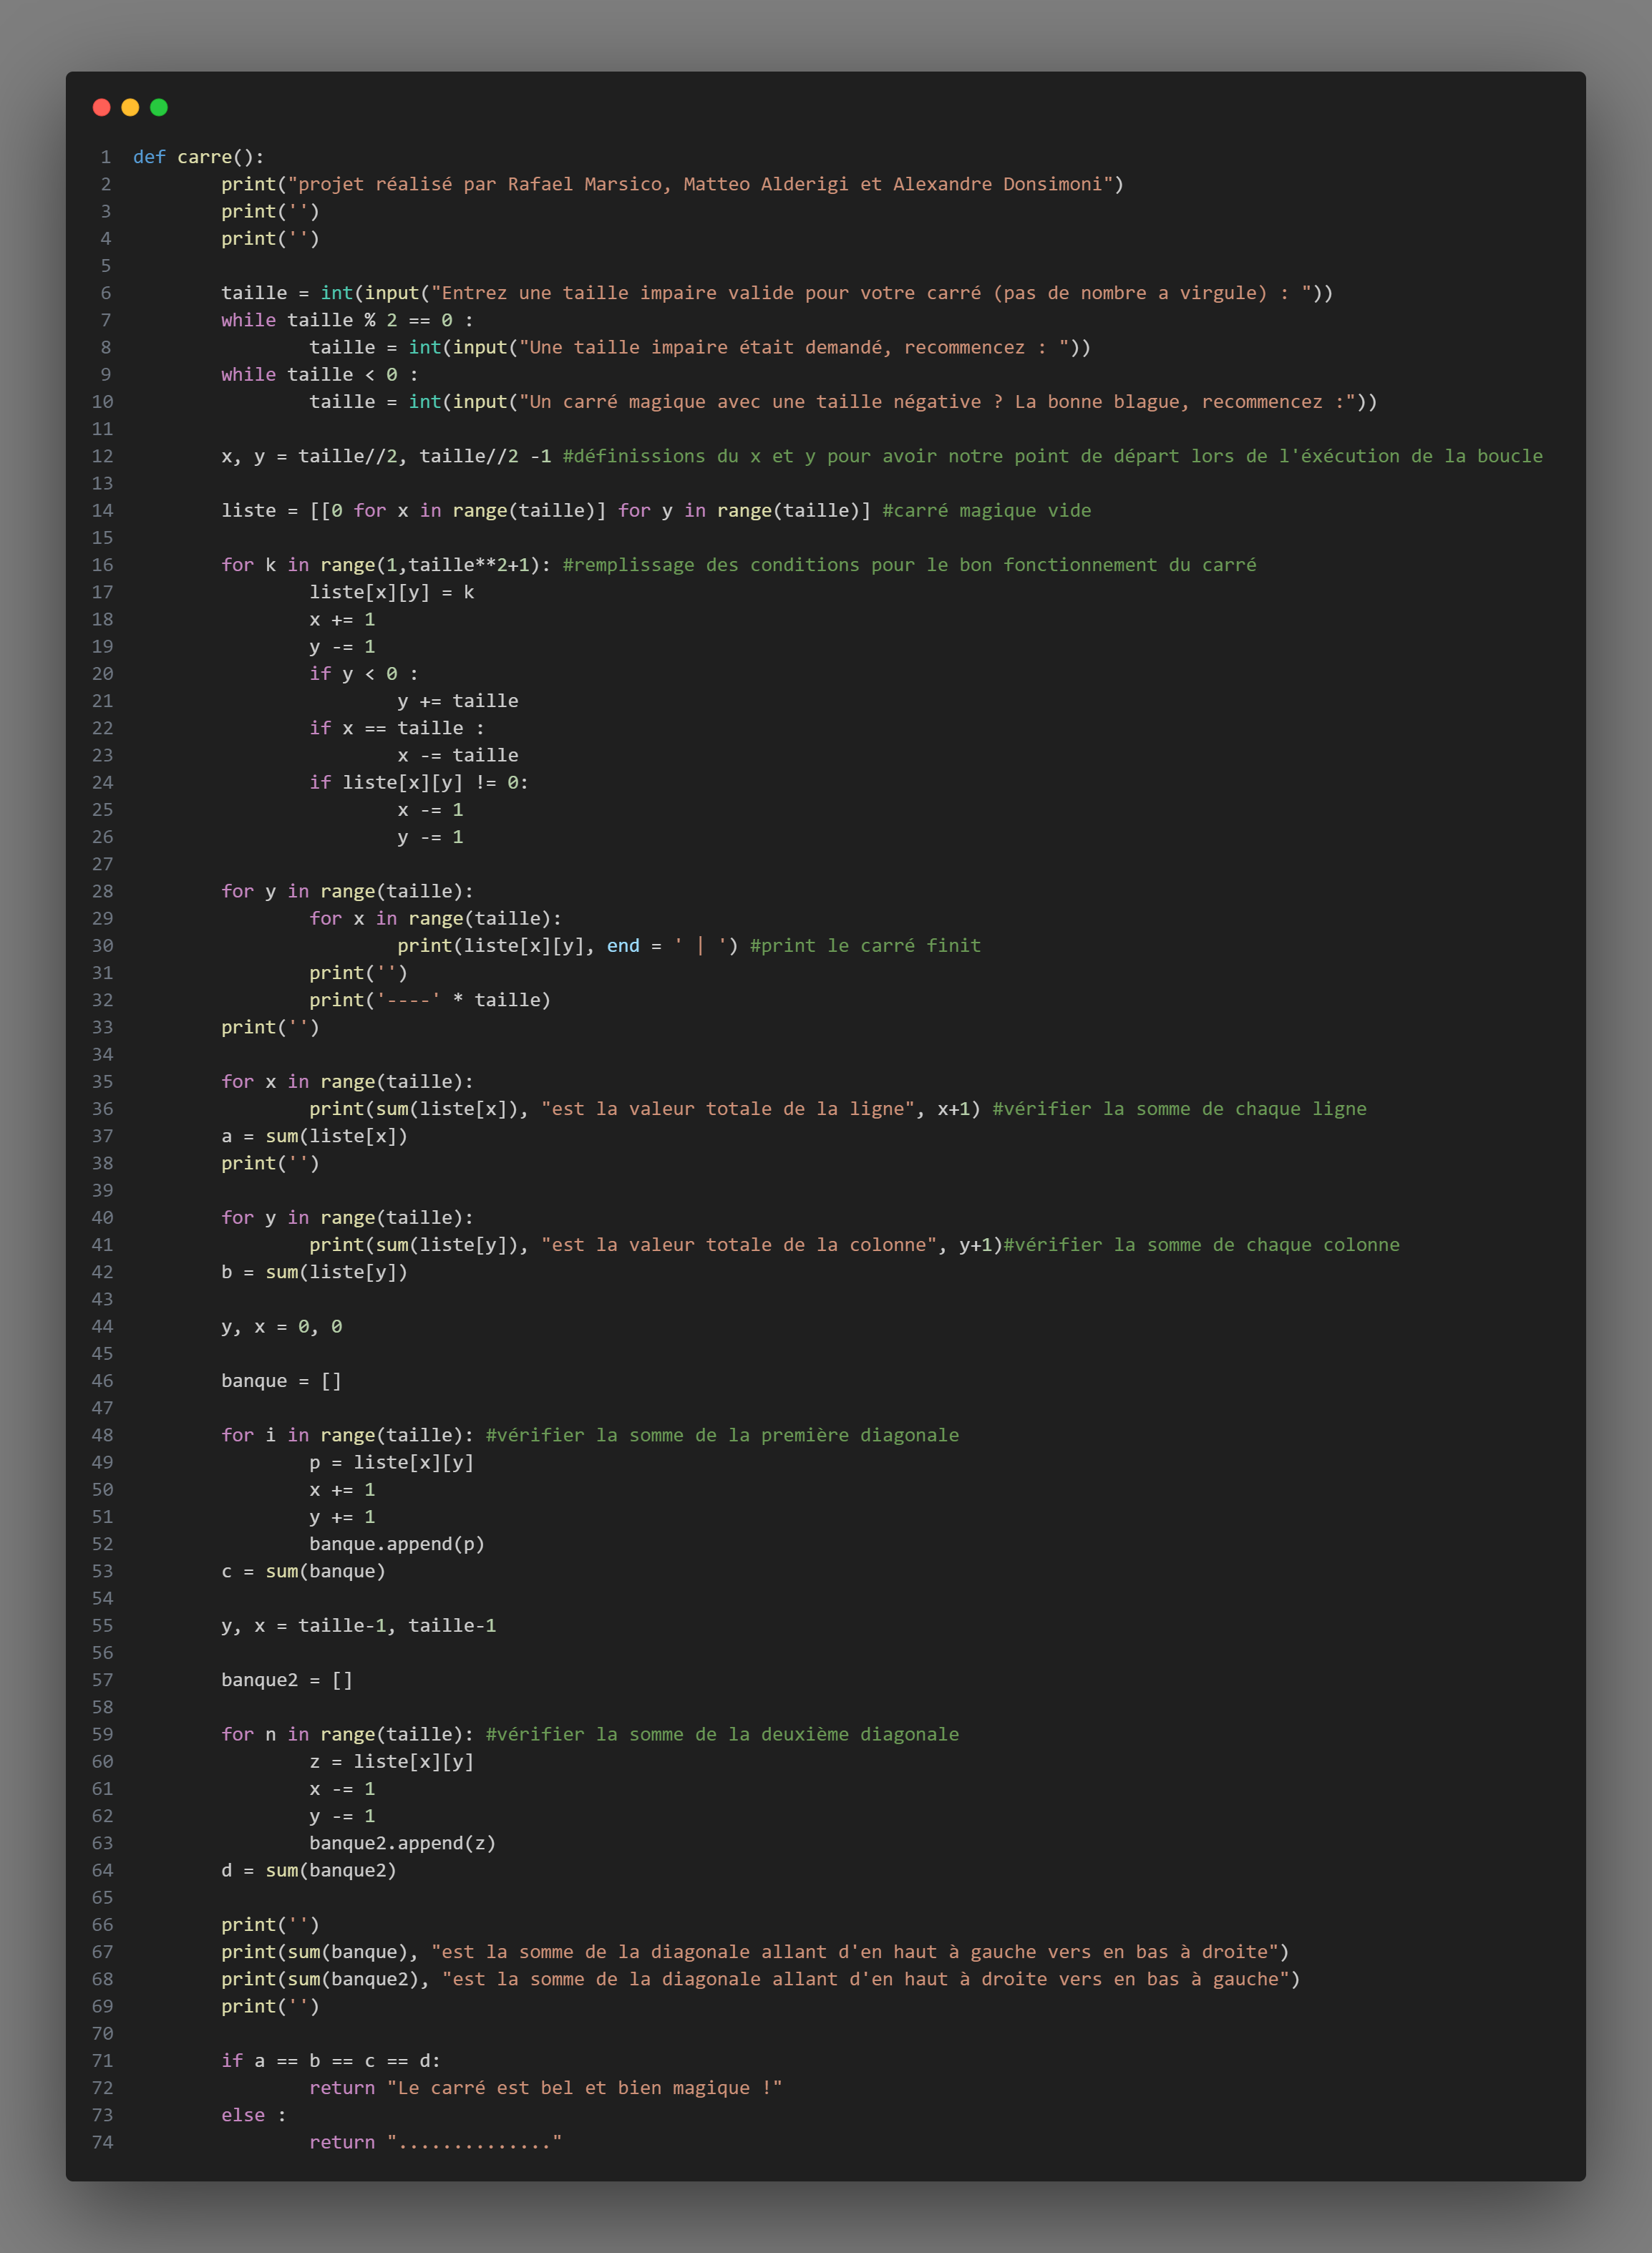 1 def carre():
2 print("projet réalisé par Rafael Marsico, Matteo Alderigi et Alexandre Donsimoni")
3 print('')
4 print('')
5
6 taille = int(input("Entrez une taille impaire valide pour votre carré (pas de nombre a virgule) : "))
7 while taille % 2 == 0 :
8 taille = int(input("Une taille impaire était demandé, recommencez : "))
9 while taille < 0 :
10 taille = int(input("Un carré magique avec une taille négative ? La bonne blague, recommencez :"))
11
12 x, y = taille//2, taille//2 -1 #définissions du x et y pour avoir notre point de départ lors de l'éxécution de la boucle
13
14 liste = [[0 for x in range(taille)] for y in range(taille)] #carré magique vide
15
16 for k in range(1,taille**2+1): #remplissage des conditions pour le bon fonctionnement du carré
17 liste[x][y] = k
18 x += 1
19 y -= 1
20 if y < 0 :
21 y += taille
22 if x == taille :
23 x -= taille
24 if liste[x][y] != 0:
25 x -= 1
26 y -= 1
27
28 for y in range(taille):
29 for x in range(taille):
30 print(liste[x][y], end = ' | ') #print le carré finit
31 print('')
32 print('----' * taille)
33 print('')
34
35 for x in range(taille):
36 print(sum(liste[x]), "est la valeur totale de la ligne", x+1) #vérifier la somme de chaque ligne
37 a = sum(liste[x])
38 print('')
39
40 for y in range(taille):
41 print(sum(liste[y]), "est la valeur totale de la colonne", y+1)#vérifier la somme de chaque colonne
42 b = sum(liste[y])
43
44 y, x = 0, 0
45
46 banque = []
47
48 for i in range(taille): #vérifier la somme de la première diagonale
49 p = liste[x][y]
50 x += 1
51 y += 1
52 banque.append(p)
53 c = sum(banque)
54
55 y, x = taille-1, taille-1
56
57 banque2 = []
58
59 for n in range(taille): #vérifier la somme de la deuxième diagonale
60 z = liste[x][y]
61 x -= 1
62 y -= 1
63 banque2.append(z)
64 d = sum(banque2)
65
66 print('')
67 print(sum(banque), "est la somme de la diagonale allant d'en haut à gauche vers en bas à droite")
68 print(sum(banque2), "est la somme de la diagonale allant d'en haut à droite vers en bas à gauche")
69 print('')
70
71 if a == b == c == d:
72 return "Le carré est bel et bien magique !"
73 else :
74 return ".............."